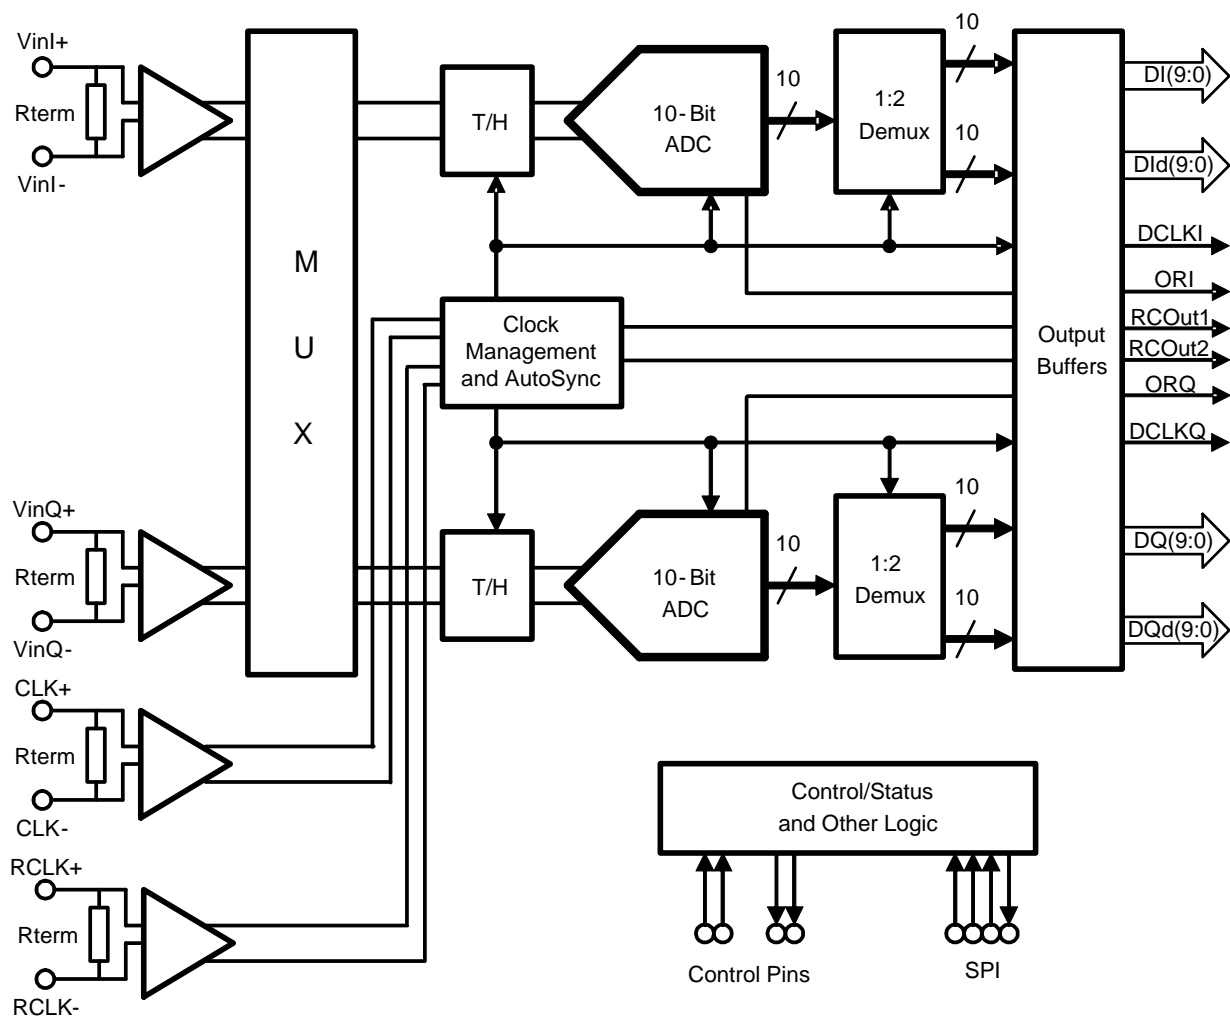 VinI+
Rterm
VinI-
M
U
X
T/H
10-Bit
ADC
10
1:2
Demux
10
10
Output
Buffers
DI(9:0)
DId(9:0)
DCLKI
ORI
RCOut1
RCOut2
ORQ
DCLKQ
DQ(9:0)
DQd(9:0)
Clock
Management
and AutoSync
VinQ+
Rterm
VinQ-
T/H
10-Bit
ADC
10
1:2
Demux
10
10
CLK+
Rterm
CLK-
RCLK+
Rterm
RCLK-
Control/Status
and Other Logic
Control Pins
SPI